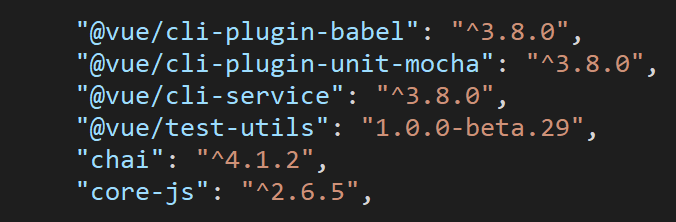 "@vue/cli-plugin-babel": "^3.8.0",
"@vue/cli-plugin-unit-mocha": "^3.8.0",
"@vue/cli-service": "^3.8.0",
"@vue/test-utils": "1.0.0-beta.29",
"chai": "^4.1.2",
"core-js": "^2.6.5",